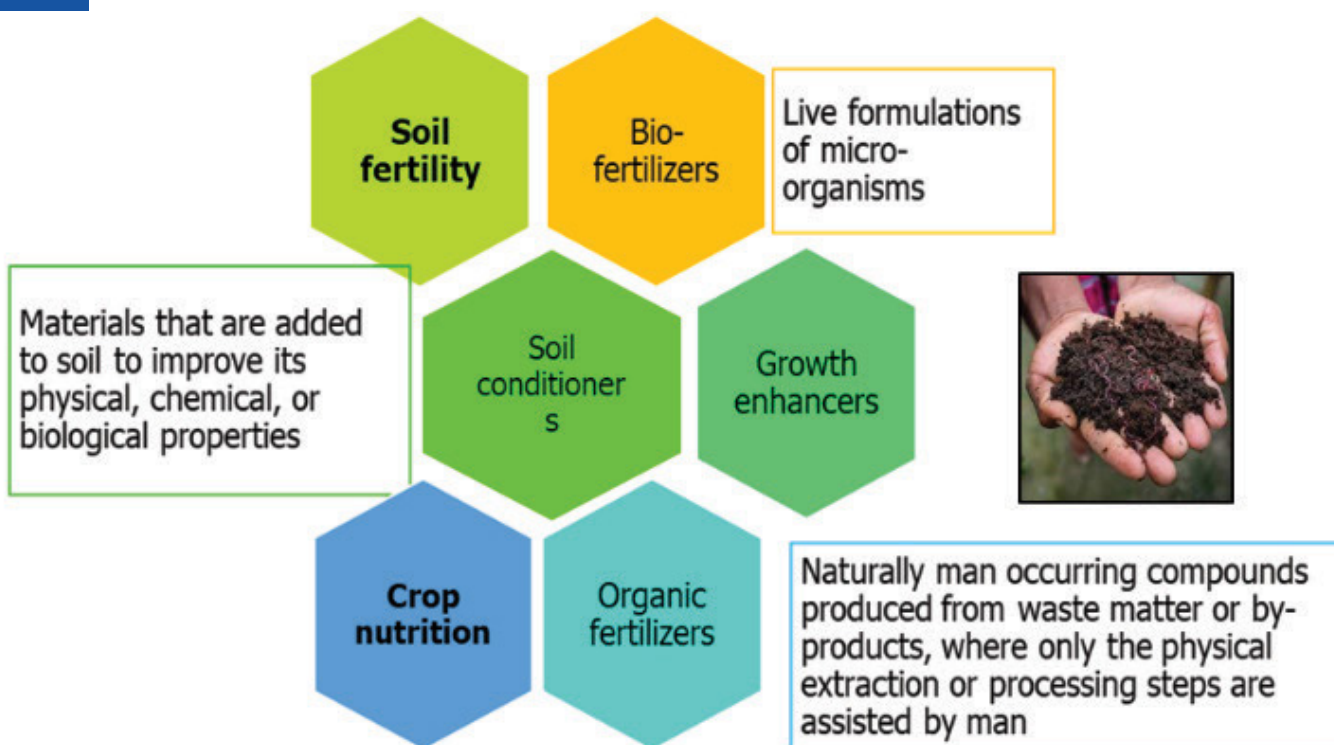 Soil
fertility
Bio-
fertilizers
Live formulations
of micro-
organisms
Materials that are added
to soil to improve its
physical, chemical, or
biological properties
Soil
conditioner
s
Growth
enhancers
Crop
nutrition
Organic
fertilizers
Naturally man occurring compounds
produced from waste matter or by-
products, where only the physical
extraction or processing steps are
assisted by man